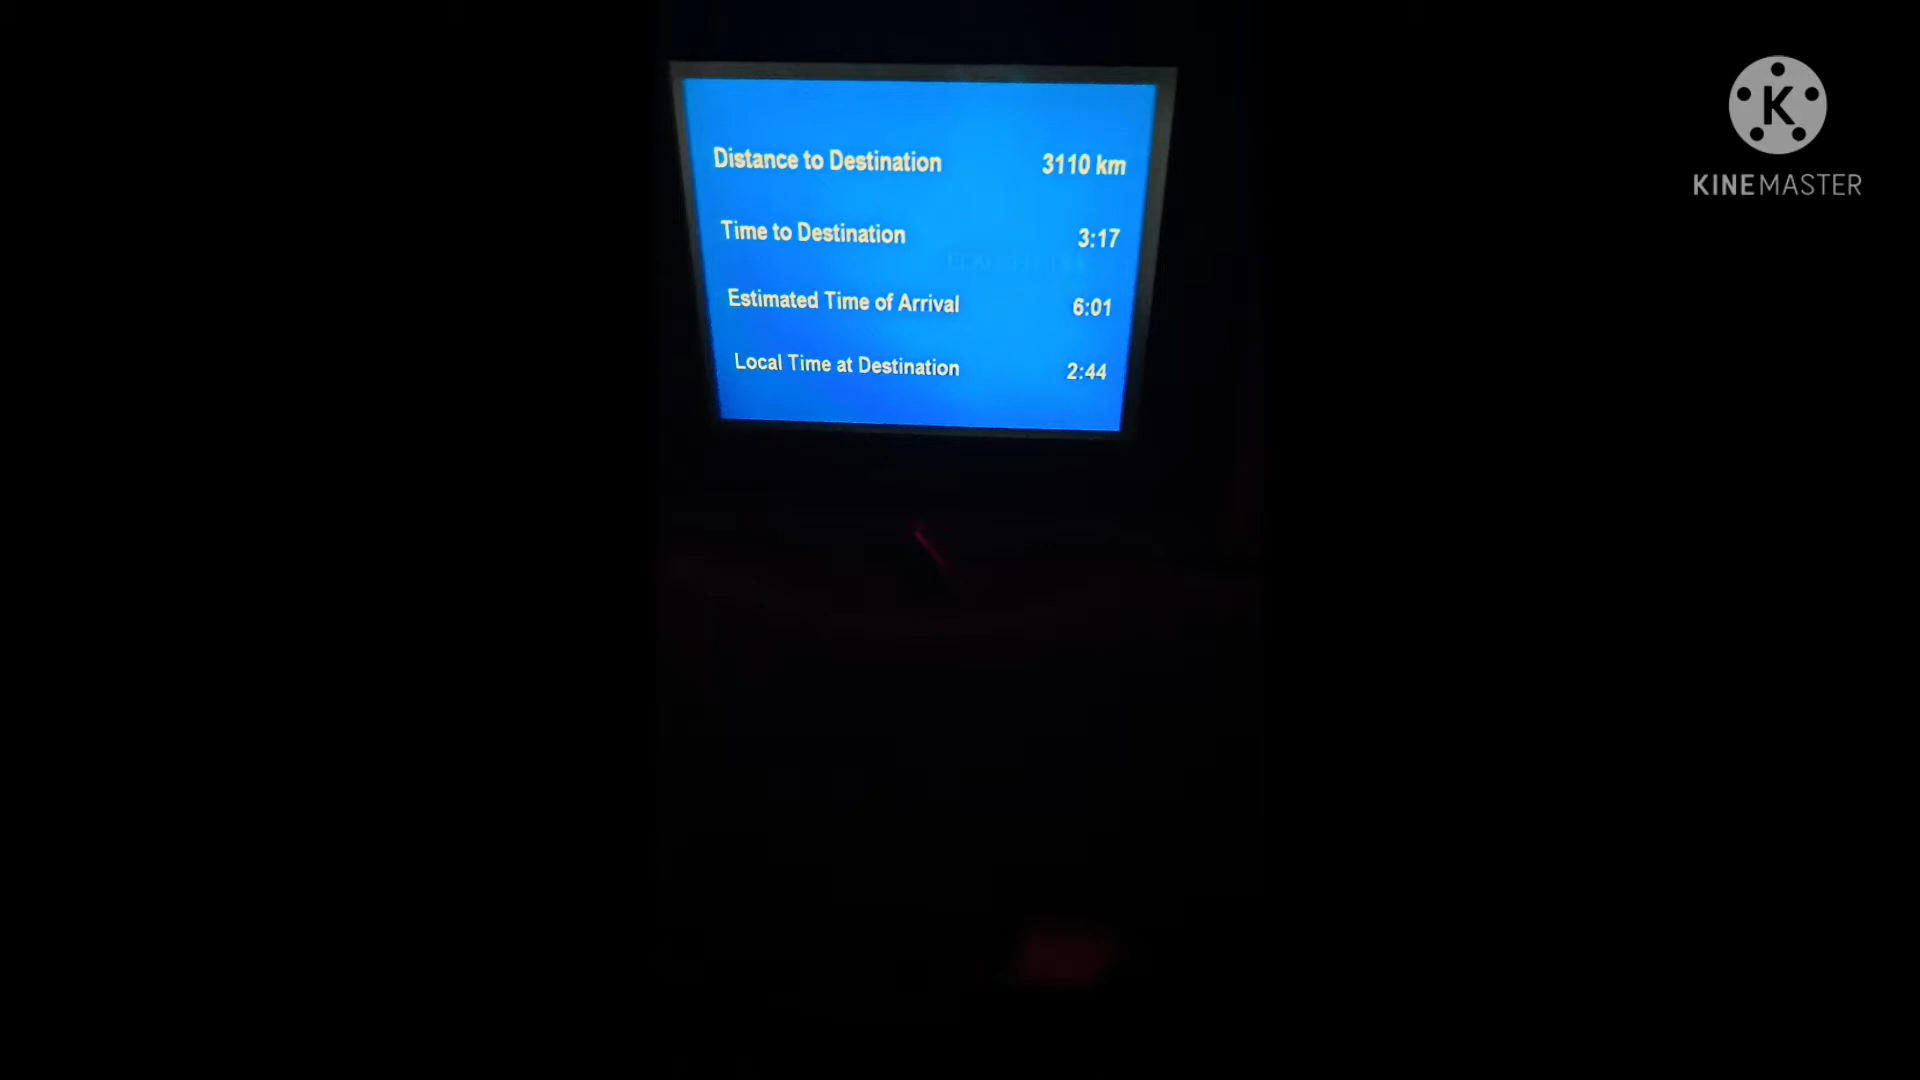 Distance to Destination 3110 km
Time to Destination 3:17
Estimated Time of Arrival 6:01
Local Time at Destination 2:44
K
KINEMASTER